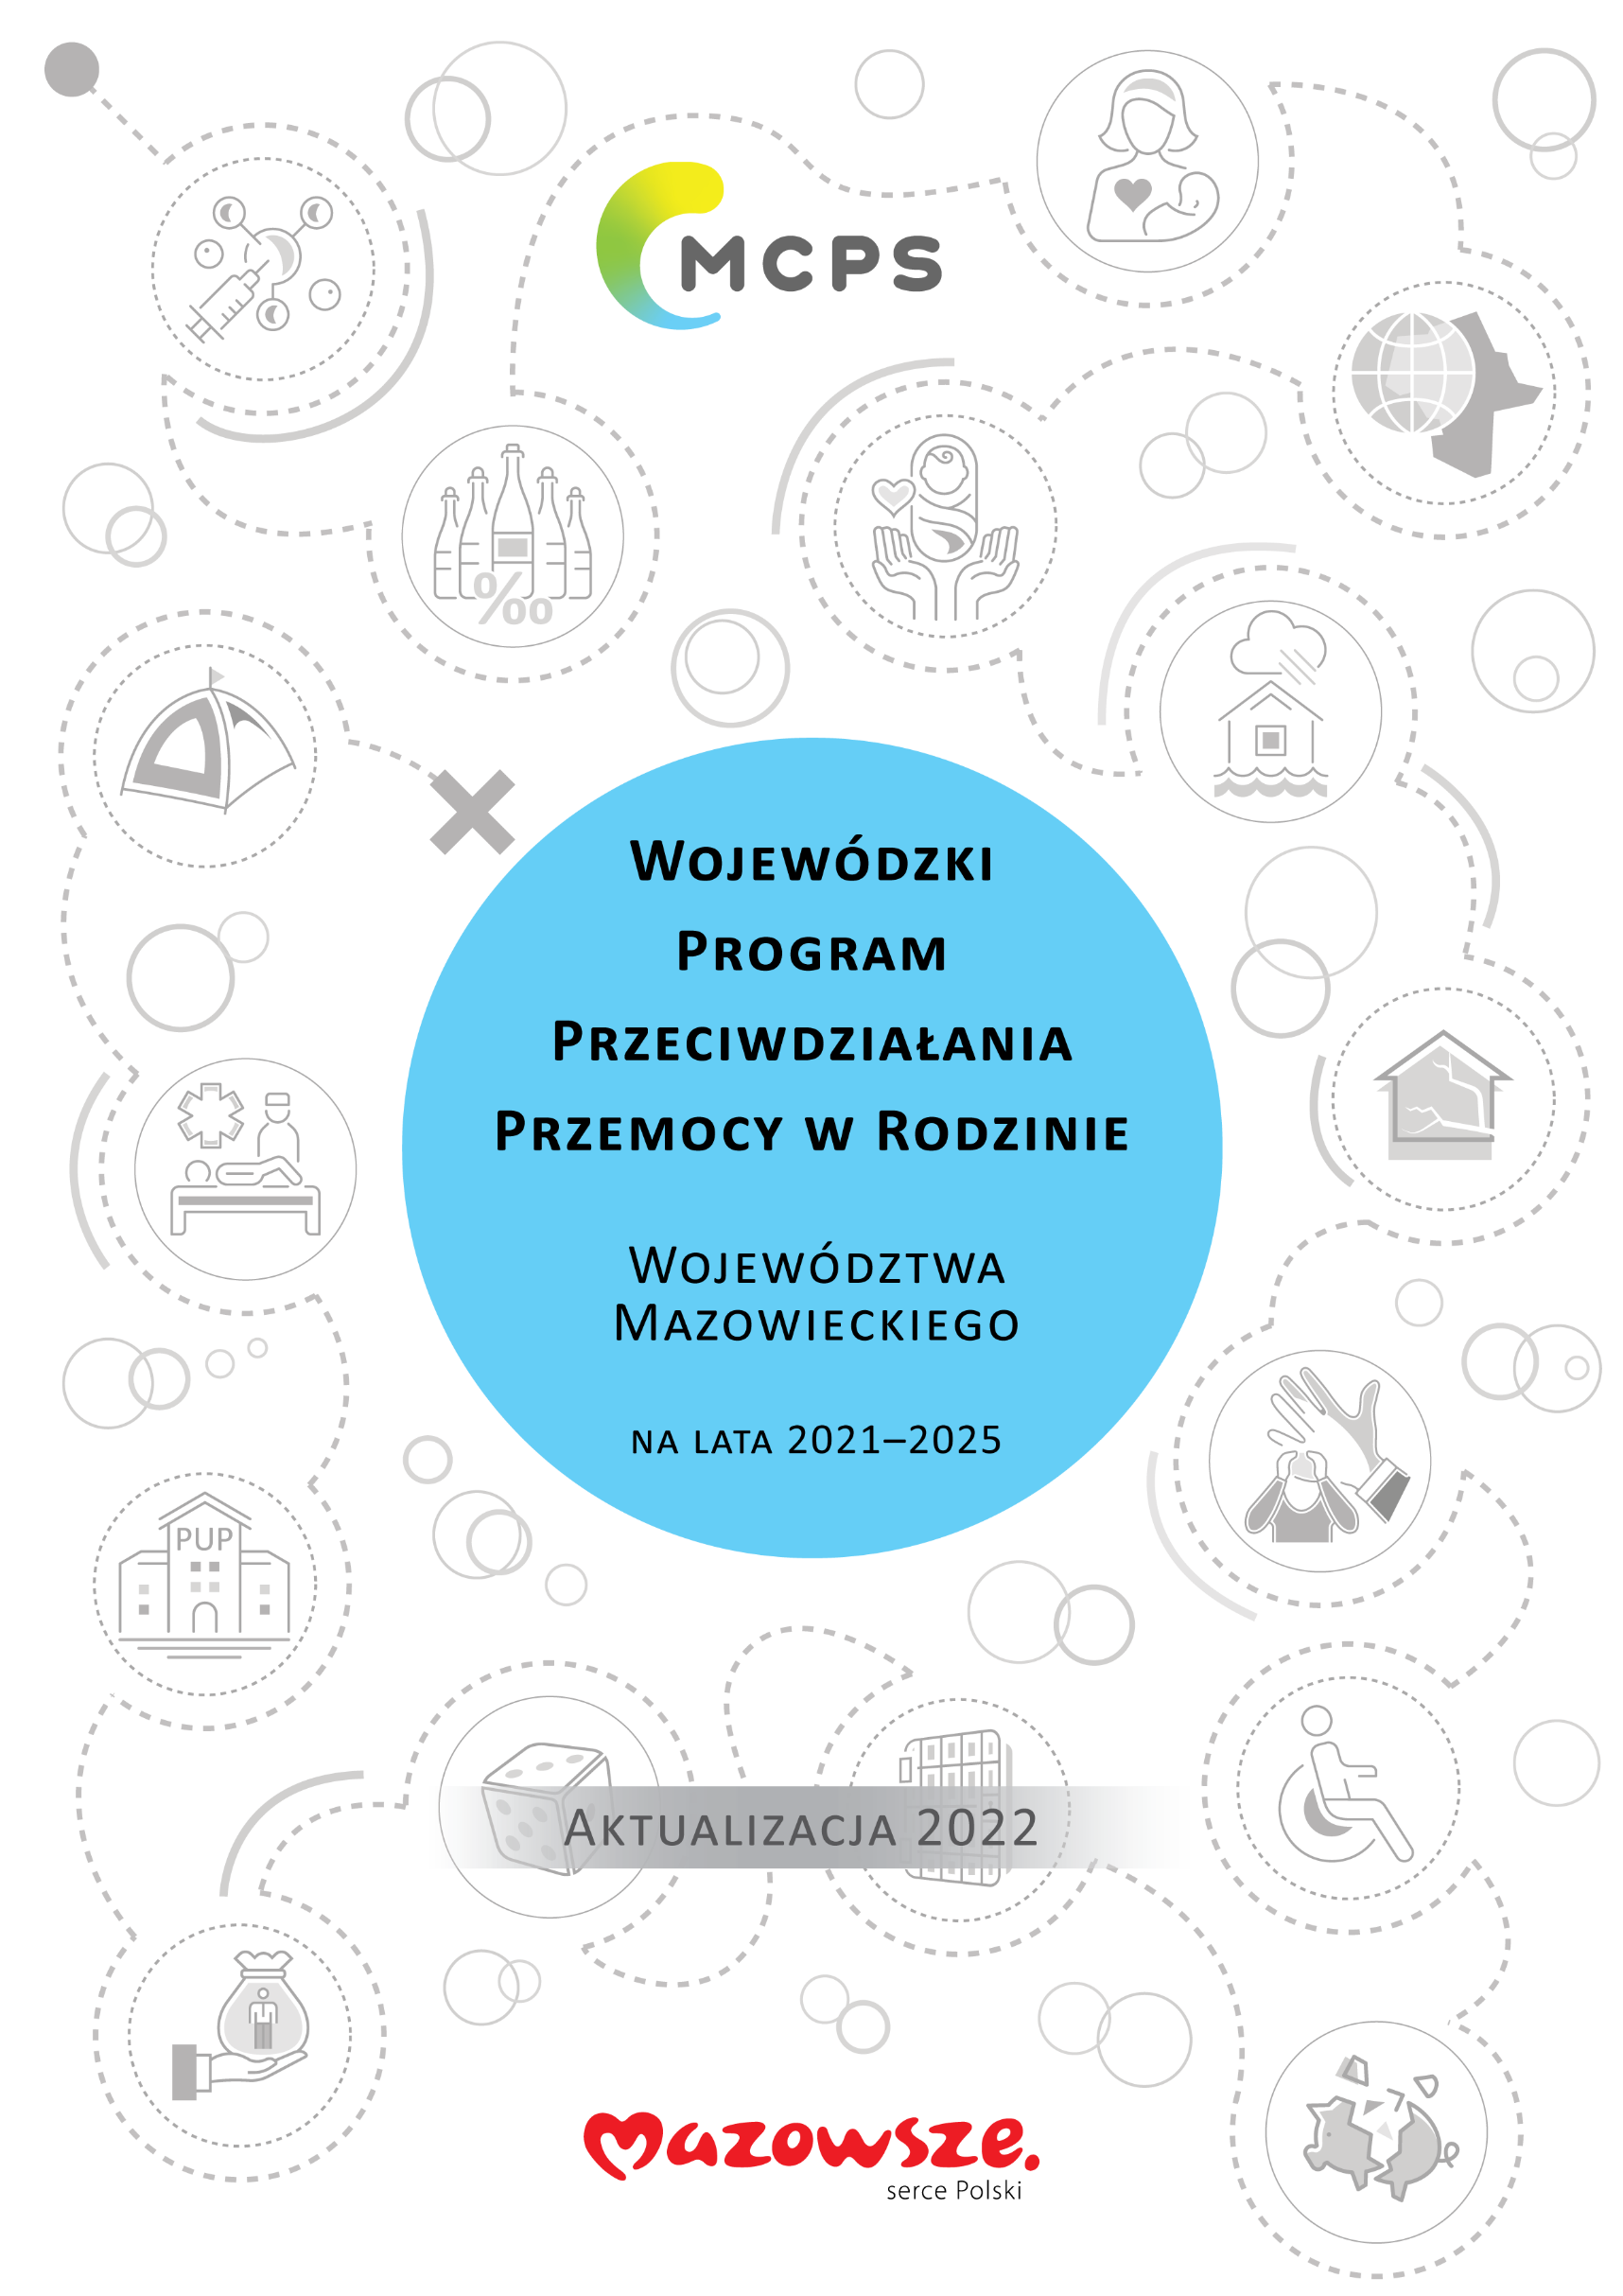 MCPS
‰
Wojewódzki
Program
Przeciwdziałania
Przemocy w Rodzinie
Województwa
Mazowieckiego
na lata 2021–2025
PUP
Aktualizacja 2022
Mazowsze.
serce Polski